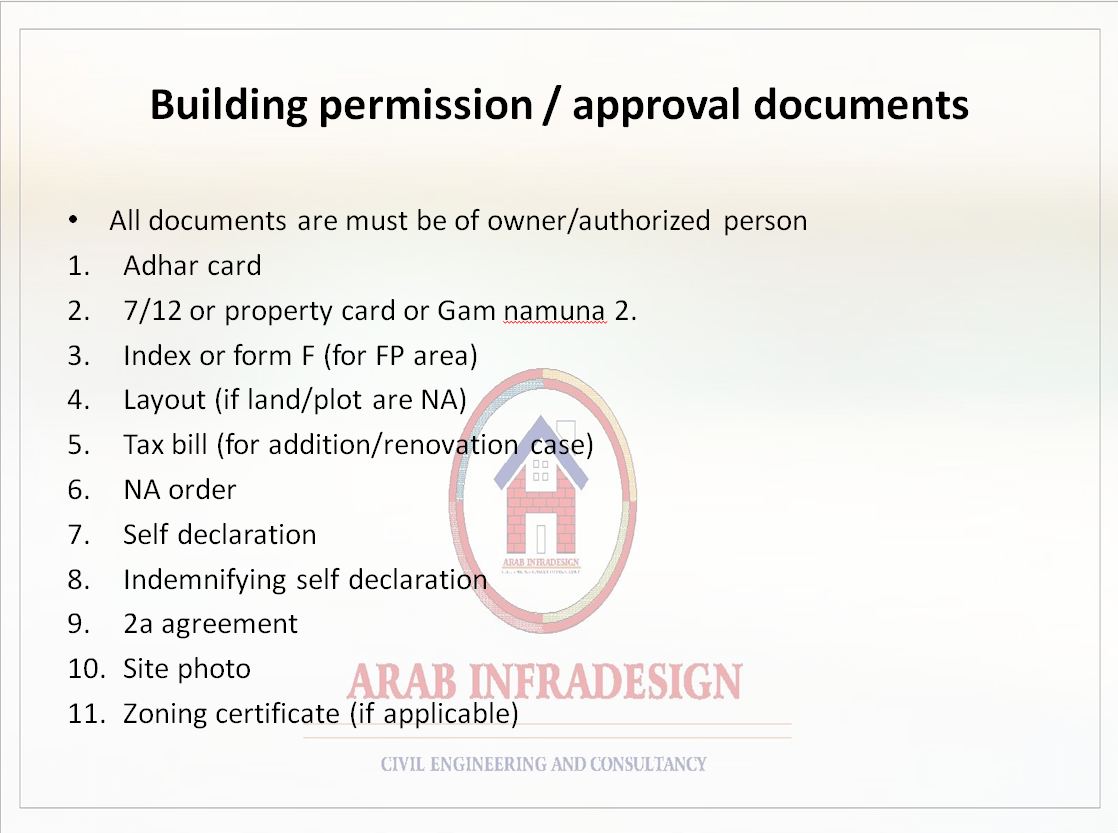 Building permission / approval documents
• All documents are must be of owner/authorized person
1. Adhar card
2. 7/12 or property card or Gam namuna 2.
3. Index or form F (for FP area)
4. Layout (if land/plot are NA)
5. Tax bill (for addition/renovation case)
6. NA order
7. Self declaration
8. Indemnifying self declaration
9. 2a agreement
10. Site photo
11. Zoning certificate (if applicable)
ARAB INFRADESIGN
ARAB INFRADESIGN
CIVIL ENGINEERING AND CONSULTANCY